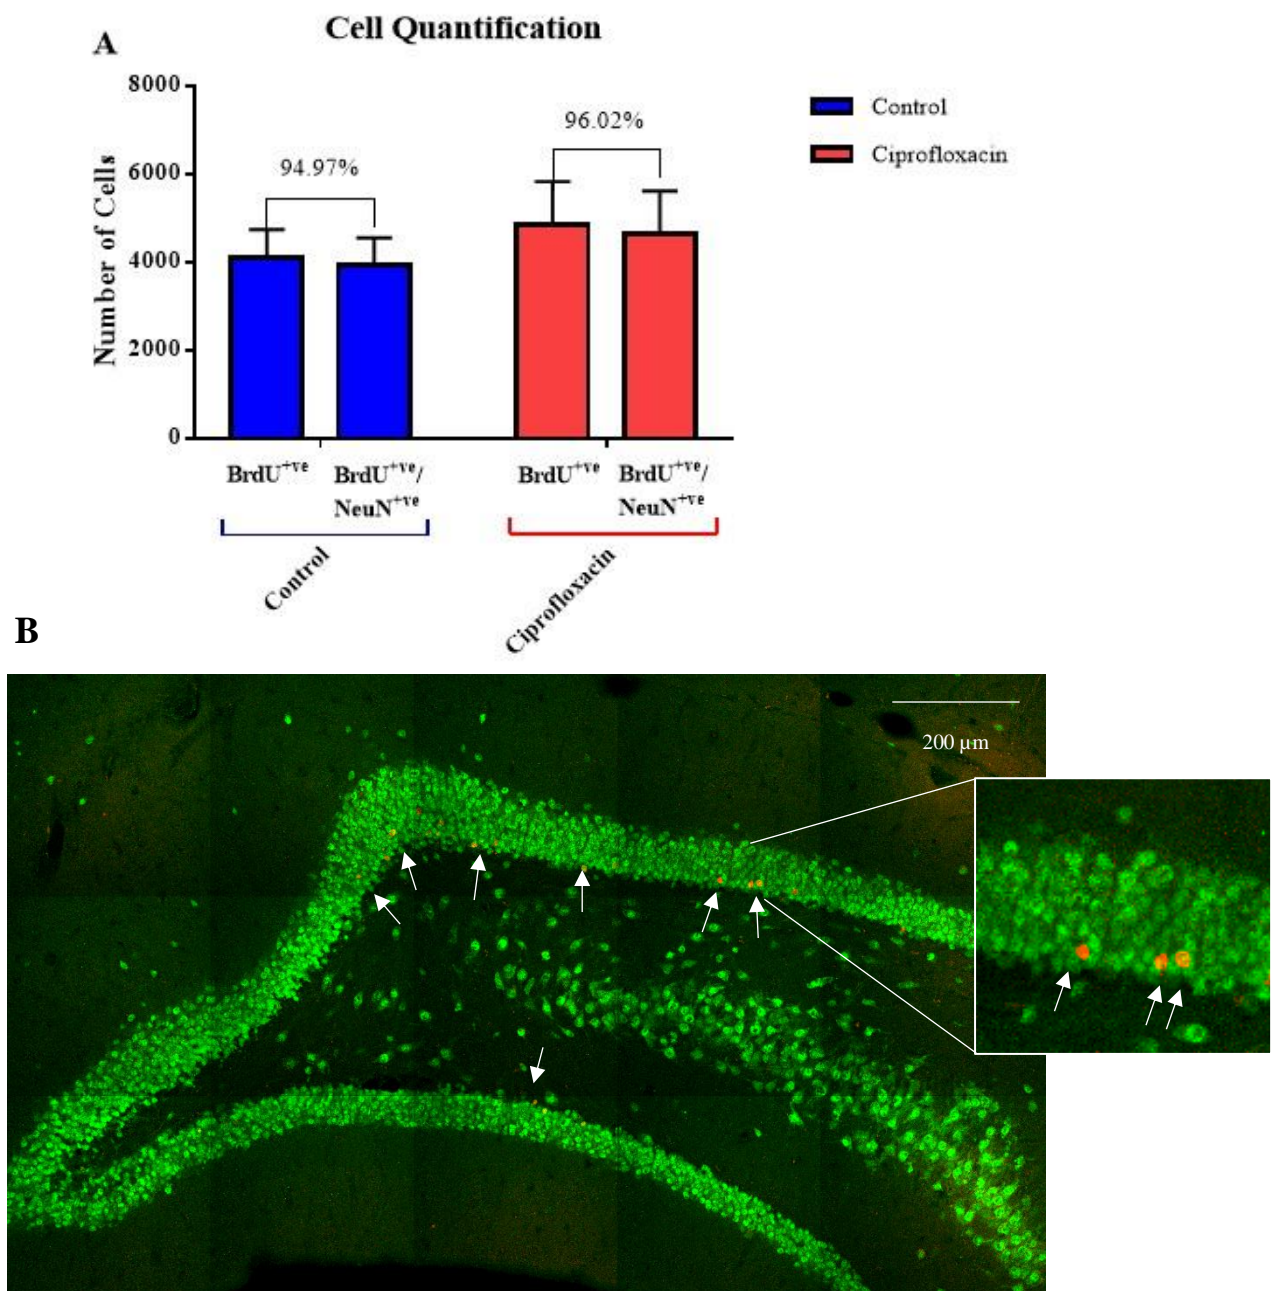 A
Cell Quantification
8000
6000
4000
2000
0
Number of Cells
94.97%
96.02%
Control
Ciprofloxacin
BrdU⁺ᵛᵉ
BrdU⁺ᵛᵉ/
NeuN⁺ᵛᵉ
BrdU⁺ᵛᵉ
BrdU⁺ᵛᵉ/
NeuN⁺ᵛᵉ
Control
Ciprofloxacin
B
200 µm